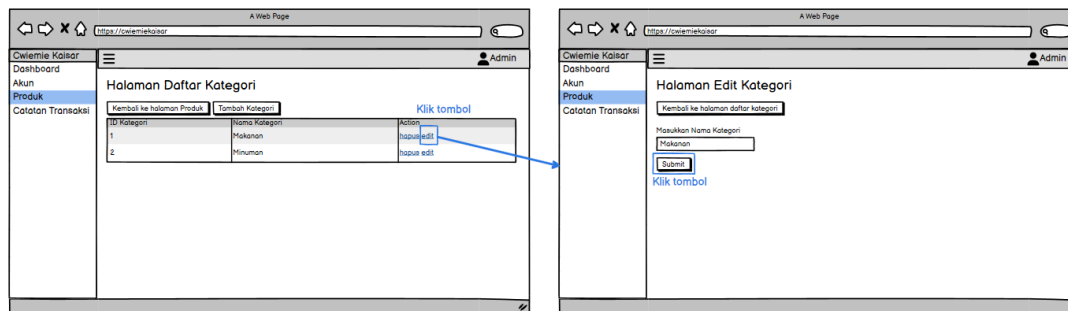 A Web Page
https://cwiemiekaisar
Cwiemie Kaisar
Admin
Dashboard
Akun
Produk
Catatan Transaksi
Halaman Daftar Kategori
Kembali ke halaman Produk
Tambah Kategori
Klik tombol
ID Kategori Nama Kategori Action
1 Makanan hapus edit
2 Minuman hapus edit
A Web Page
https://cwiemiekaisar
Cwiemie Kaisar
Admin
Dashboard
Akun
Produk
Catatan Transaksi
Halaman Edit Kategori
Kembali ke halaman daftar kategori
Masukkan Nama Kategori
Makanan
Submit
Klik tombol